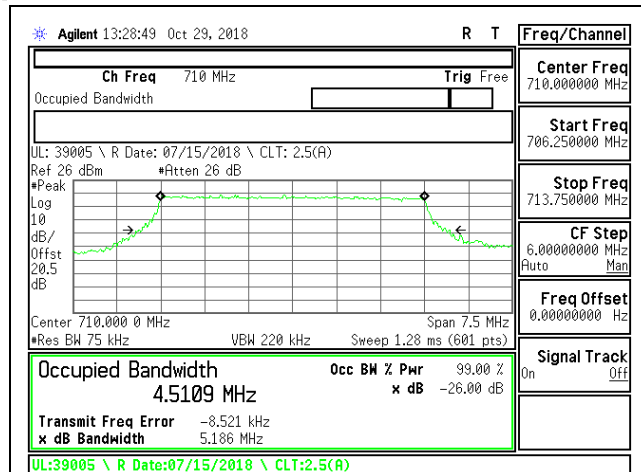 Agilent 13:28:49 Oct 29, 2018 R T
Freq/Channel
Ch Freq 710 MHz Trig Free
Occupied Bandwidth
Center Freq
710.000000 MHz
Start Freq
706.250000 MHz
UL: 39005 \ R Date: 07/15/2018 \ CLT: 2.5(A)
Ref 26 dBm #Atten 26 dB
Stop Freq
713.750000 MHz
#Peak
Log
10
dB/
Offst
20.5
dB
CF Step
6.00000000 MHz
Auto Man
Freq Offset
0.00000000 Hz
Center 710.000 0 MHz Span 7.5 MHz
#Res BW 75 kHz VBW 220 kHz Sweep 1.28 ms (601 pts)
Signal Track
On Off
Occupied Bandwidth Occ BW % Pwr 99.00 %
4.5109 MHz x dB -26.00 dB
Transmit Freq Error -8.521 kHz
x dB Bandwidth 5.186 MHz
UL:39005 \ R Date:07/15/2018 \ CLT:2.5(A)